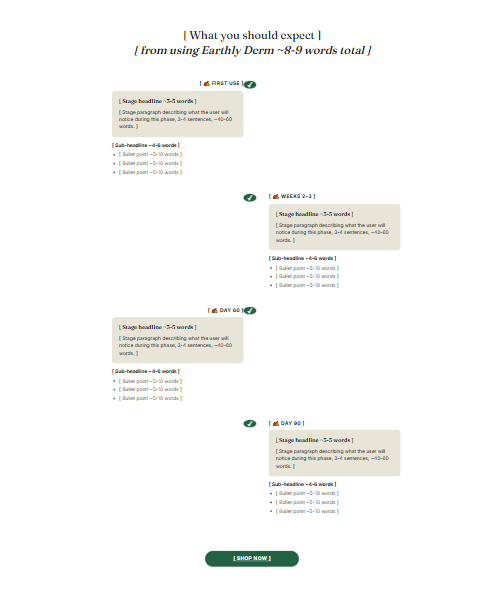 [ What you should expect ]
[ from using Earthly Derm ~8-9 words total ]
[ 🍂 FIRST USE ]
[ Stage headline ~3-5 words ]
[ Stage paragraph describing what the user will
notice during this phase, 3-4 sentences, ~40-60
words. ]
[Sub-headline ~4-6 words]
• [ Bullet point ~5-10 words ]
• [ Bullet point ~5-10 words ]
• [ Bullet point ~5-10 words ]
[ 🍂 WEEKS 2-3 ]
[ Stage headline ~3-5 words ]
[ Stage paragraph describing what the user will
notice during this phase, 3-4 sentences, ~40-60
words. ]
[Sub-headline ~4-6 words]
• [ Bullet point ~5-10 words ]
• [ Bullet point ~5-10 words ]
• [ Bullet point ~5-10 words ]
[ 🍂 DAY 60 ]
[ Stage headline ~3-5 words ]
[ Stage paragraph describing what the user will
notice during this phase, 3-4 sentences, ~40-60
words. ]
[Sub-headline ~4-6 words]
• [ Bullet point ~5-10 words ]
• [ Bullet point ~5-10 words ]
• [ Bullet point ~5-10 words ]
[ 🍂 DAY 90 ]
[ Stage headline ~3-5 words ]
[ Stage paragraph describing what the user will
notice during this phase, 3-4 sentences, ~40-60
words. ]
[Sub-headline ~4-6 words]
• [ Bullet point ~5-10 words ]
• [ Bullet point ~5-10 words ]
• [ Bullet point ~5-10 words ]
[ SHOP NOW ]